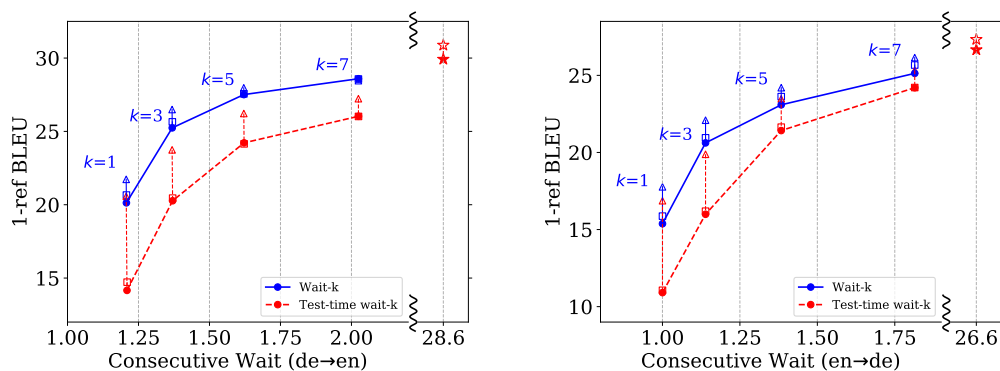 30
25
20
15
1-ref BLEU
k=1
k=3
k=5
k=7
Wait-k
Test-time wait-k
1.00 1.25 1.50 1.75 2.00 28.6
Consecutive Wait (de→en)
25
20
15
10
1-ref BLEU
k=1
k=3
k=5
k=7
Wait-k
Test-time wait-k
1.00 1.25 1.50 1.75 26.6
Consecutive Wait (en→de)